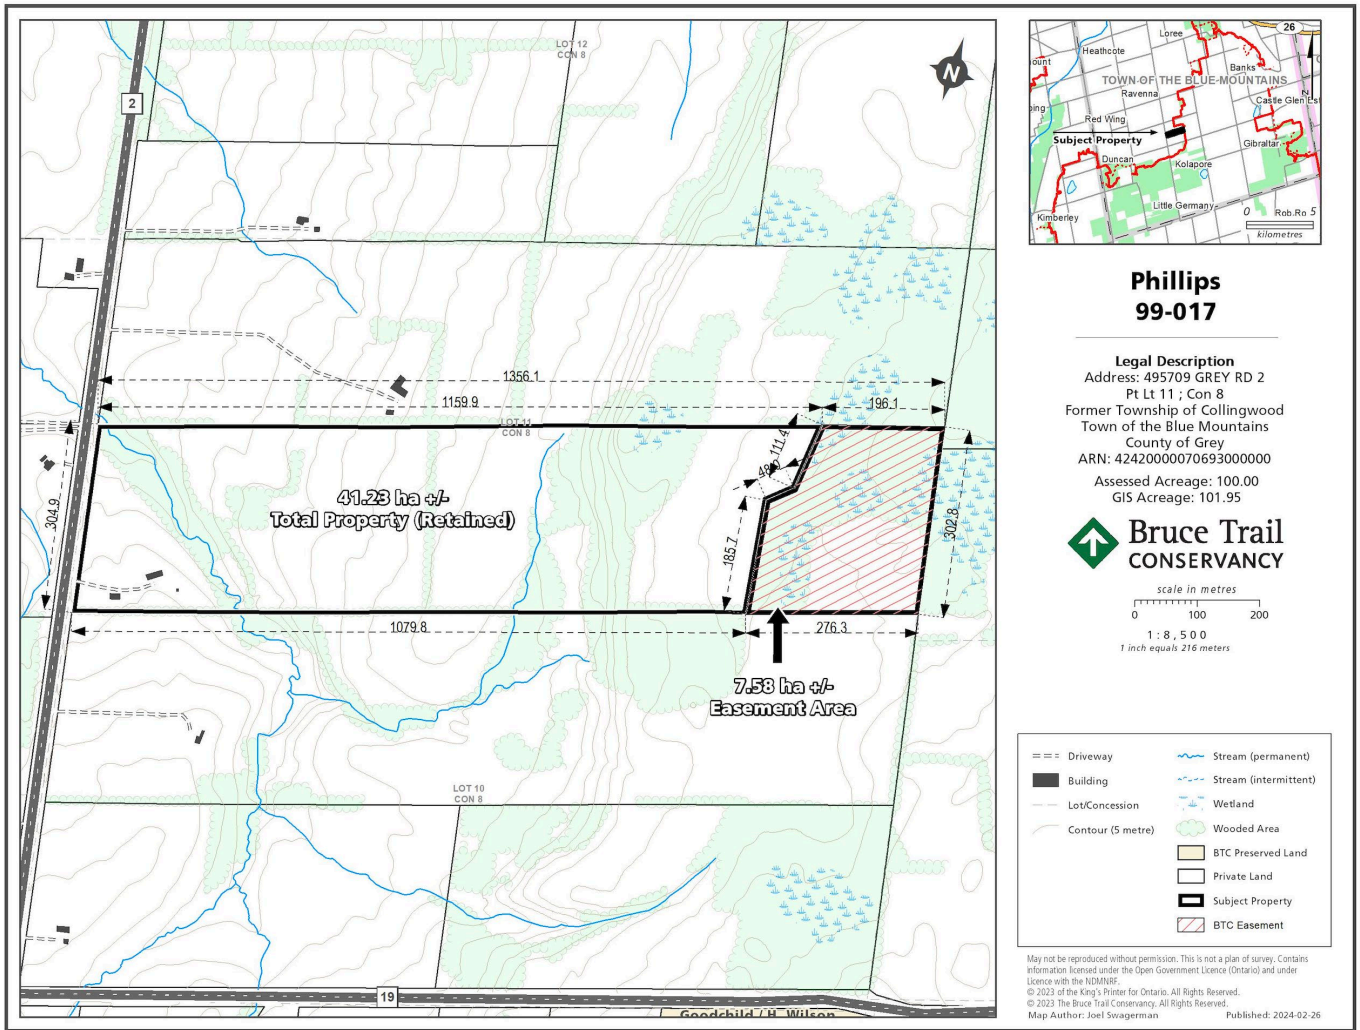 LOT 12
CON 8
N
2
1356.1
1159.9
196.1
LOT 11
CON 8
111.4
304.9
41.23 ha +/-
Total Property (Retained)
185.7
302.8
1079.8
276.3
7.58 ha +/-
Easement Area
LOT 10
CON 8
19
Goodchild / H. Wilson
26
Loree
Heathcote
Banks
TOWN OF THE BLUE MOUNTAINS
Ravenna
Castle Glen Est
Red Wing
Subject Property
Gibraltar
Duncan
Kolapore
Little Germany
Kimberley
0 Rob.Ro 5
kilometres
Phillips
99-017
Legal Description
Address: 495709 GREY RD 2
Pt Lt 11 ; Con 8
Former Township of Collingwood
Town of the Blue Mountains
County of Grey
ARN: 42420000070693000000
Assessed Acreage: 100.00
GIS Acreage: 101.95
Bruce Trail
CONSERVANCY
scale in metres
0 100 200
1:8,500
1 inch equals 216 meters
Driveway
Building
Lot/Concession
Contour (5 metre)
Stream (permanent)
Stream (intermittent)
Wetland
Wooded Area
BTC Preserved Land
Private Land
Subject Property
BTC Easement
May not be reproduced without permission. This is not a plan of survey. Contains
information licensed under the Open Government Licence (Ontario) and under
Licence with the NDMNRF.
© 2023 of the King's Printer for Ontario. All Rights Reserved.
© 2023 The Bruce Trail Conservancy. All Rights Reserved.
Map Author: Joel Swagerman Published: 2024-02-26